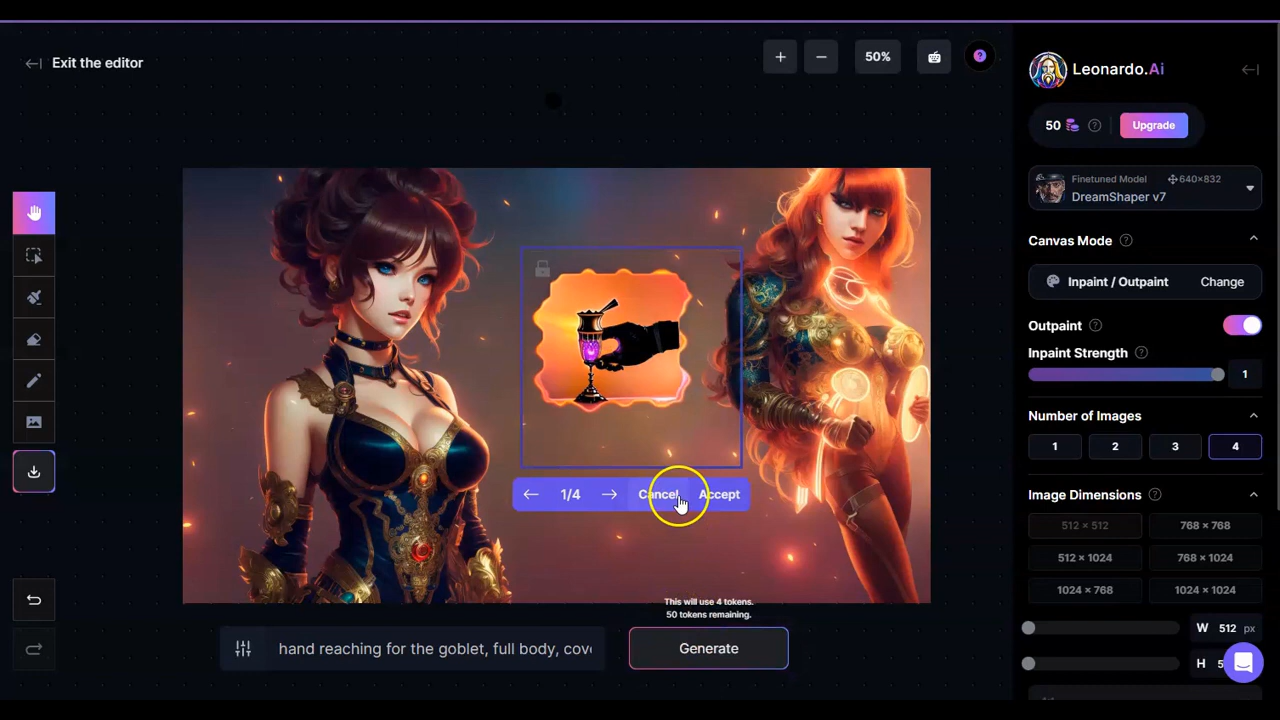 Exit the editor
50%
Leonardo.Ai
50
Upgrade
Finetuned Model
640×832
DreamShaper v7
Canvas Mode
Inpaint / Outpaint
Change
Outpaint
Inpaint Strength
1
Number of Images
1
2
3
4
1/4
Cancel
Accept
Image Dimensions
512 × 512
768 × 768
512 × 1024
768 × 1024
1024 × 768
1024 × 1024
This will use 4 tokens.
50 tokens remaining.
W 512 px
hand reaching for the goblet, full body, cov
Generate
H 5